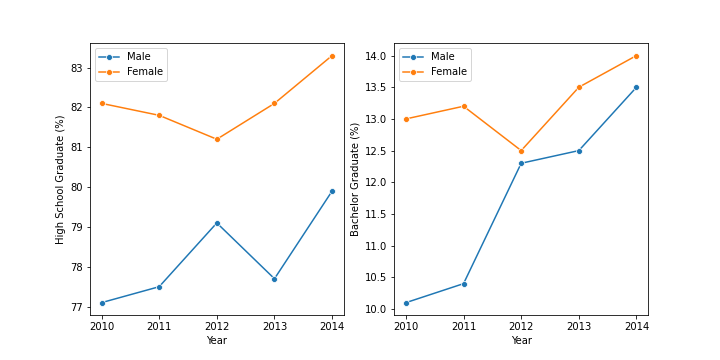 Male
Female
High School Graduate (%)
83
82
81
80
79
78
77
2010 2011 2012 2013 2014
Year
Male
Female
Bachelor Graduate (%)
14.0
13.5
13.0
12.5
12.0
11.5
11.0
10.5
10.0
2010 2011 2012 2013 2014
Year